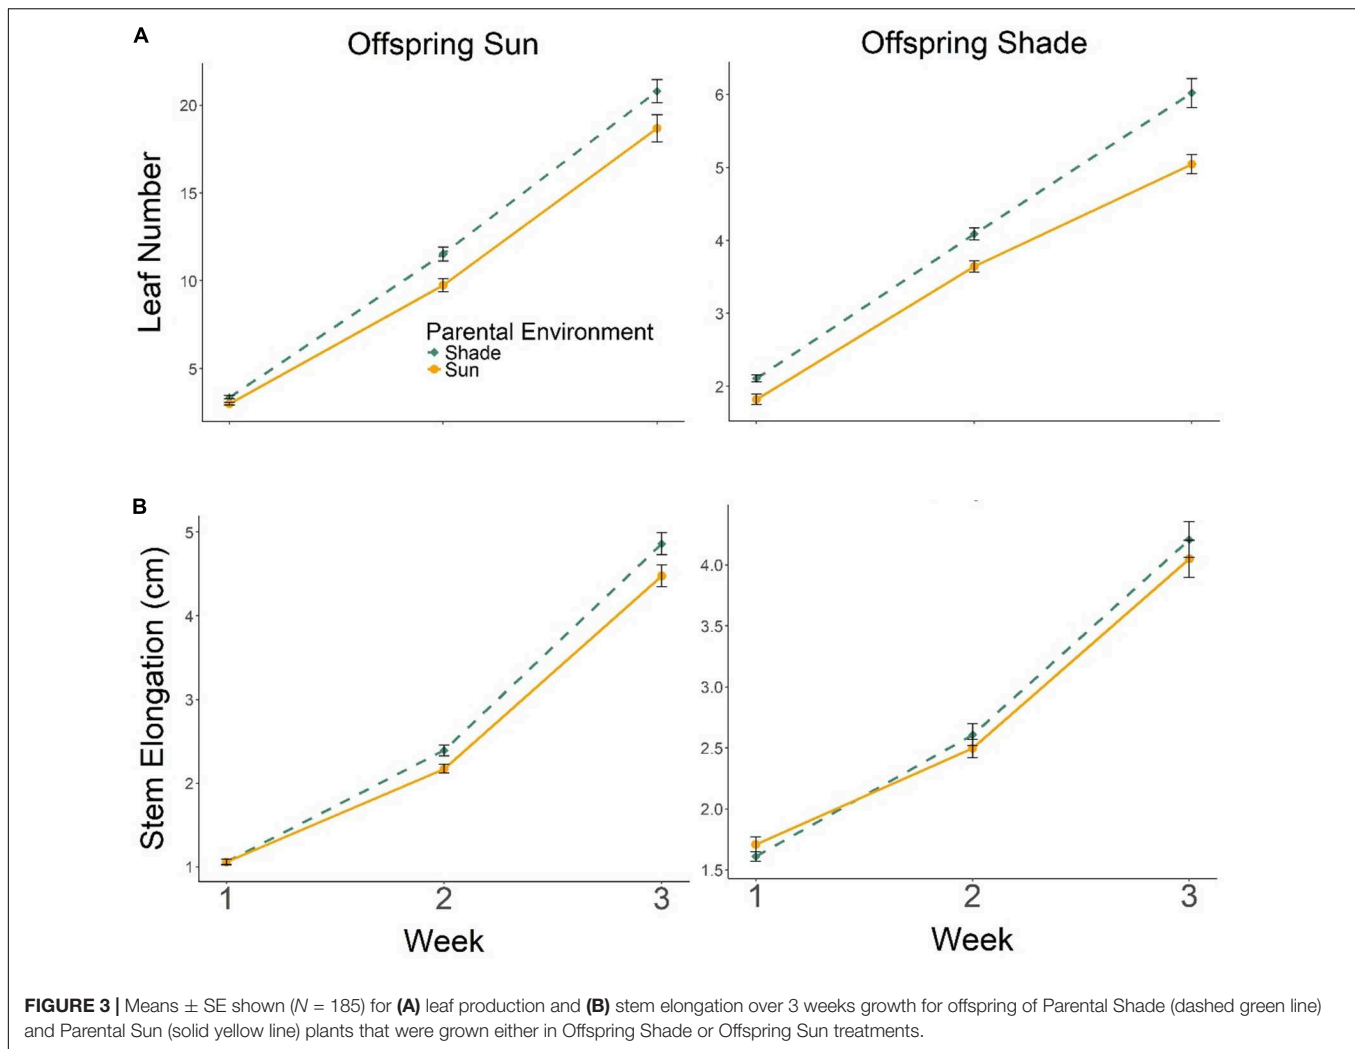 A
Offspring Sun
Offspring Shade
Leaf Number
20
15
10
5
Parental Environment
Shade
Sun
6
5
4
3
2
B
Stem Elongation (cm)
5
4
3
2
1
1 2 3
Week
4.0
3.5
3.0
2.5
2.0
1.5
1 2 3
Week
FIGURE 3 | Means ± SE shown (N = 185) for (A) leaf production and (B) stem elongation over 3 weeks growth for offspring of Parental Shade (dashed green line)
and Parental Sun (solid yellow line) plants that were grown either in Offspring Shade or Offspring Sun treatments.